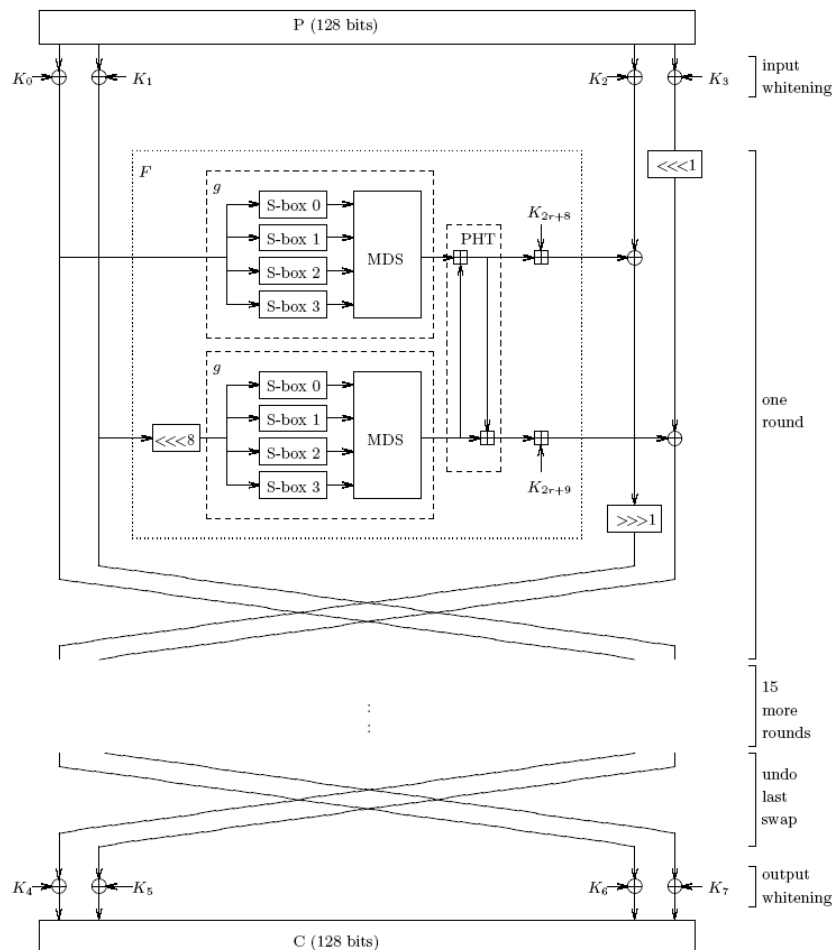 P (128 bits)
K₀ K₁ K₂ K₃
input
whitening
<<<1
F
g
S-box 0
S-box 1
S-box 2
S-box 3
MDS
PHT
K₂ᵣ₊₈
g
S-box 0
S-box 1
S-box 2
S-box 3
MDS
<<<8
K₂ᵣ₊₉
>>>1
one
round
15
more
rounds
undo
last
swap
K₄ K₅ K₆ K₇
output
whitening
C (128 bits)